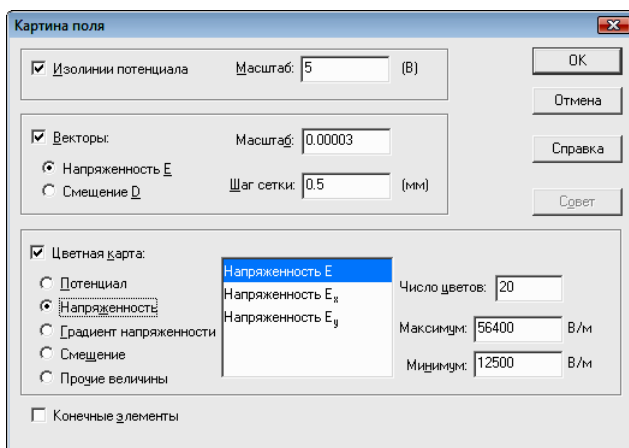 Картина поля
Изолинии потенциала Масштаб: 5 (В)
OK
Отмена
Векторы: Масштаб: 0.00003
Напряженность E
Смещение D
Шаг сетки: 0.5 (мм)
Справка
Совет
Цветная карта:
Потенциал
Напряженность
Градиент напряженности
Смещение
Прочие величины
Напряженность E
Напряженность Ex
Напряженность Ey
Число цветов: 20
Максимум: 56400 В/м
Минимум: 12500 В/м
Конечные элементы